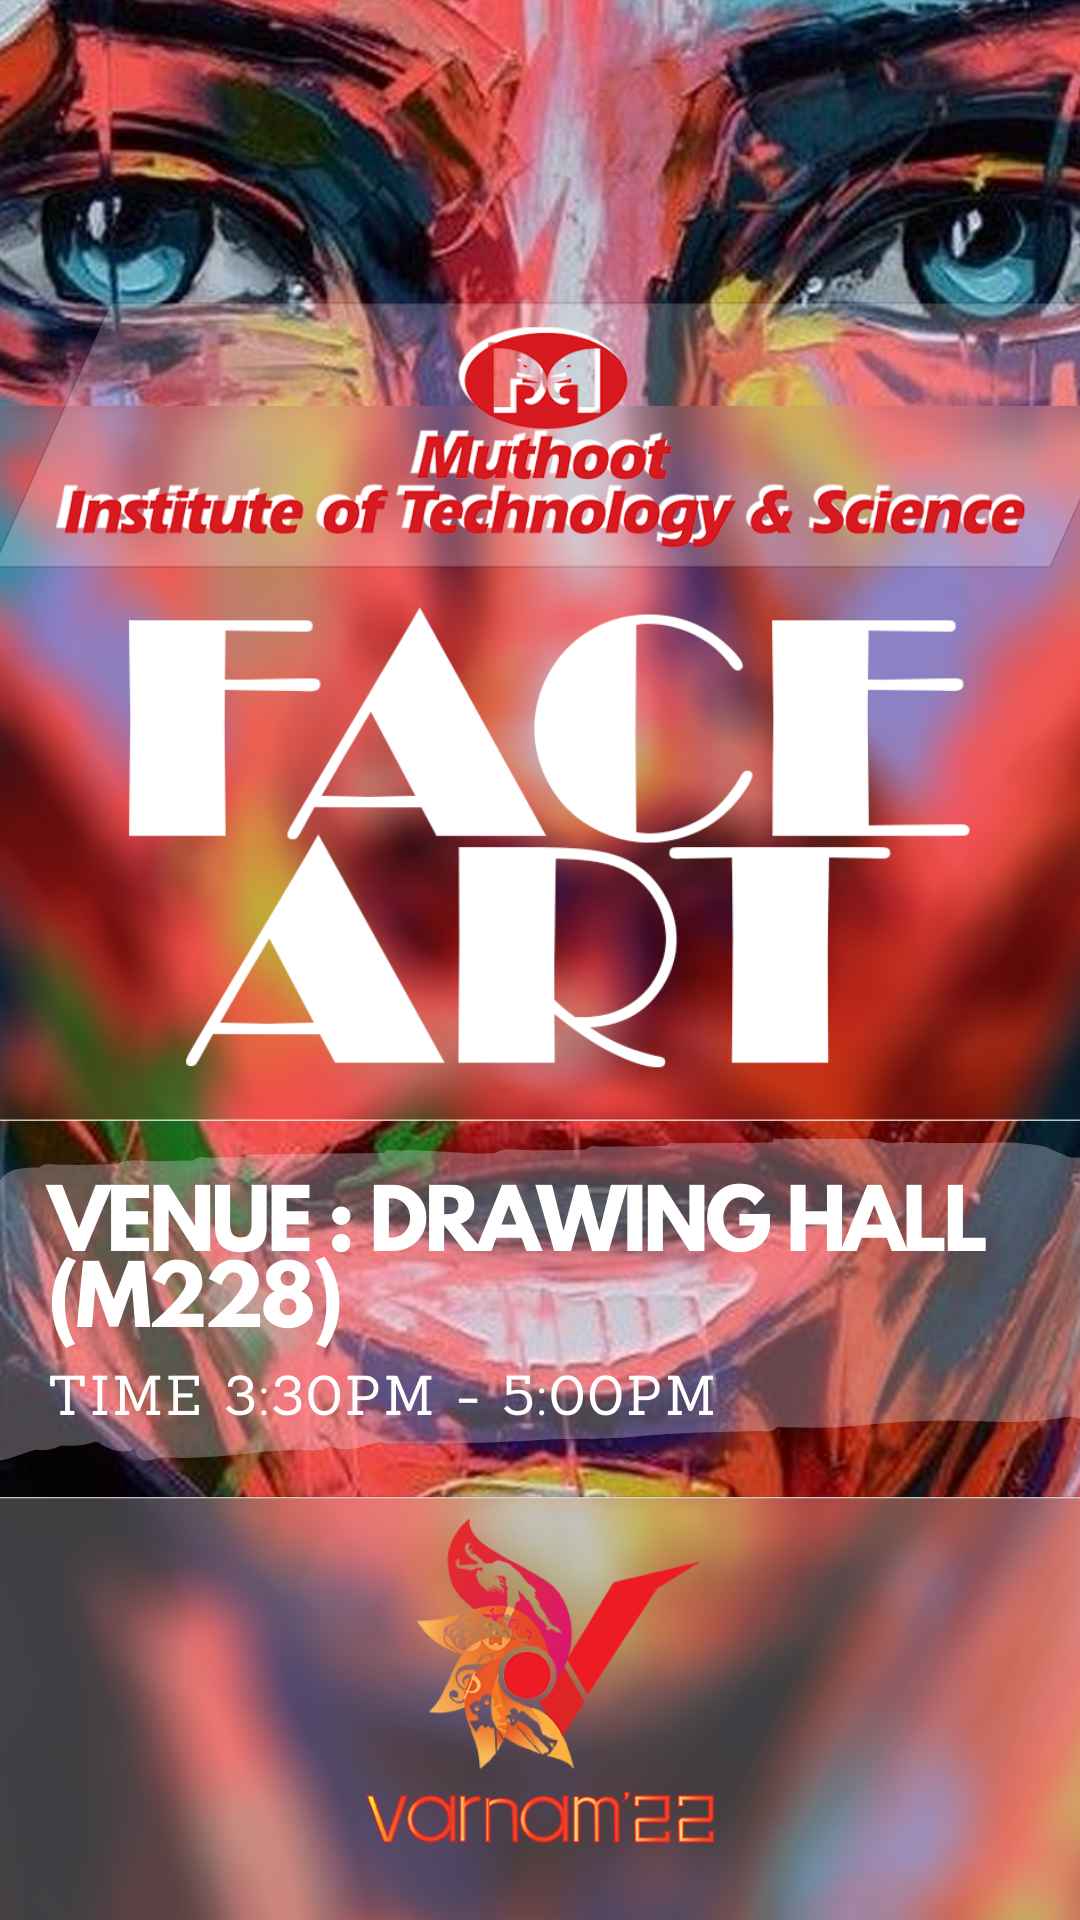 Muthoot
Institute of Technology & Science
FACE
ART
VENUE : DRAWING HALL
(M228)
TIME 3:30PM - 5:00PM
varnam'22